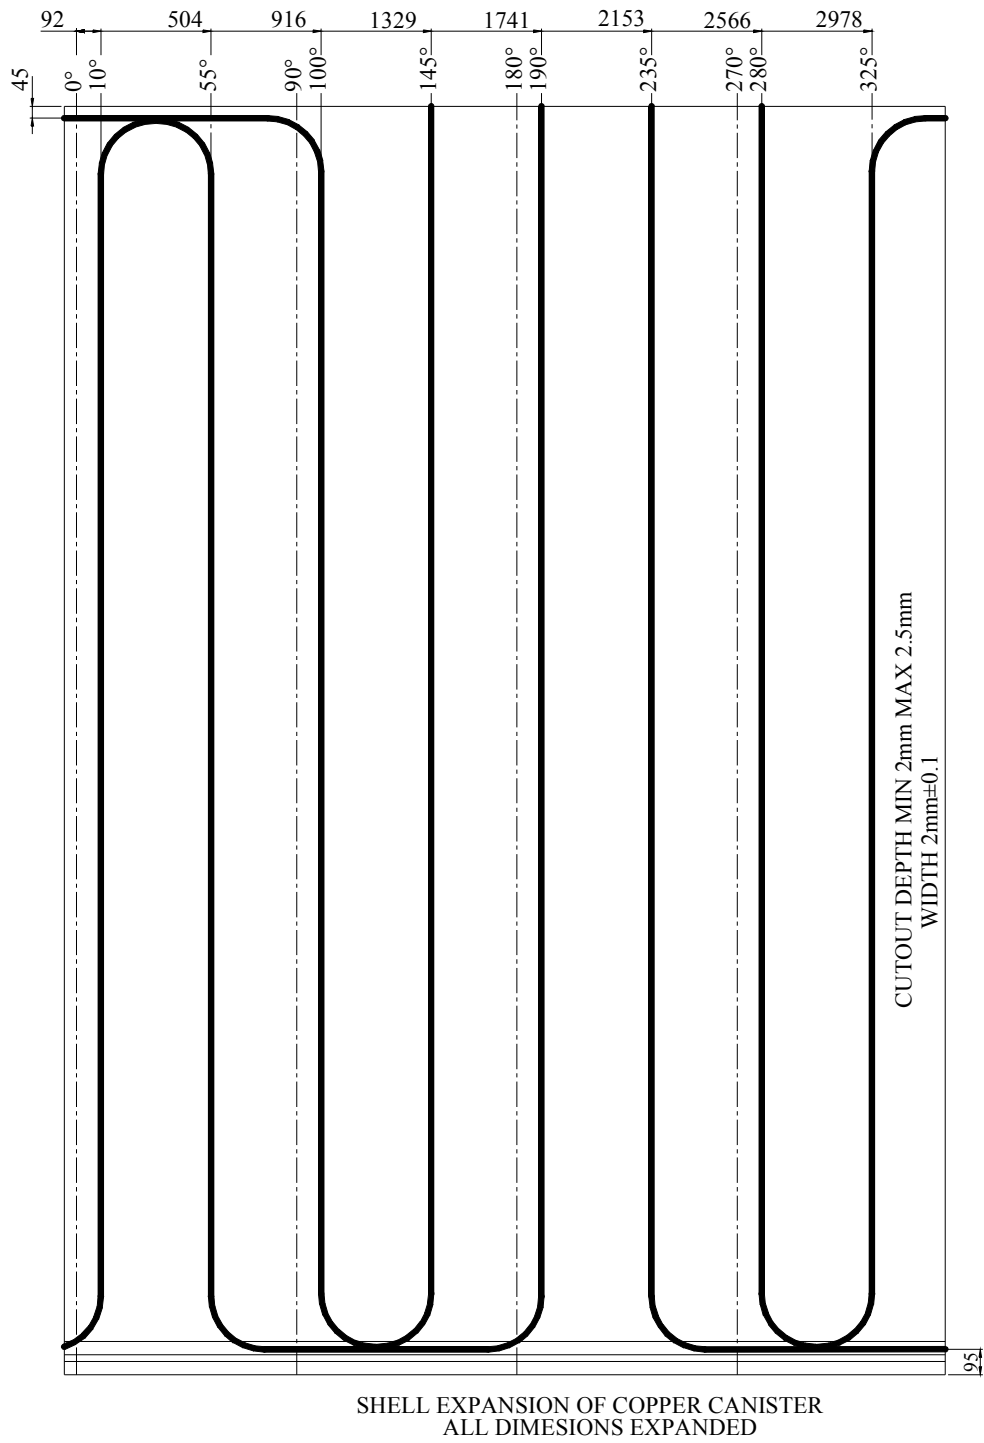 92 504 916 1329 1741 2153 2566 2978
45
0° 10° 55° 90° 100° 145° 180° 190° 235° 270° 280° 325°
CUTOUT DEPTH MIN 2mm MAX 2.5mm
WIDTH 2mm±0.1
95
SHELL EXPANSION OF COPPER CANISTER
ALL DIMESIONS EXPANDED